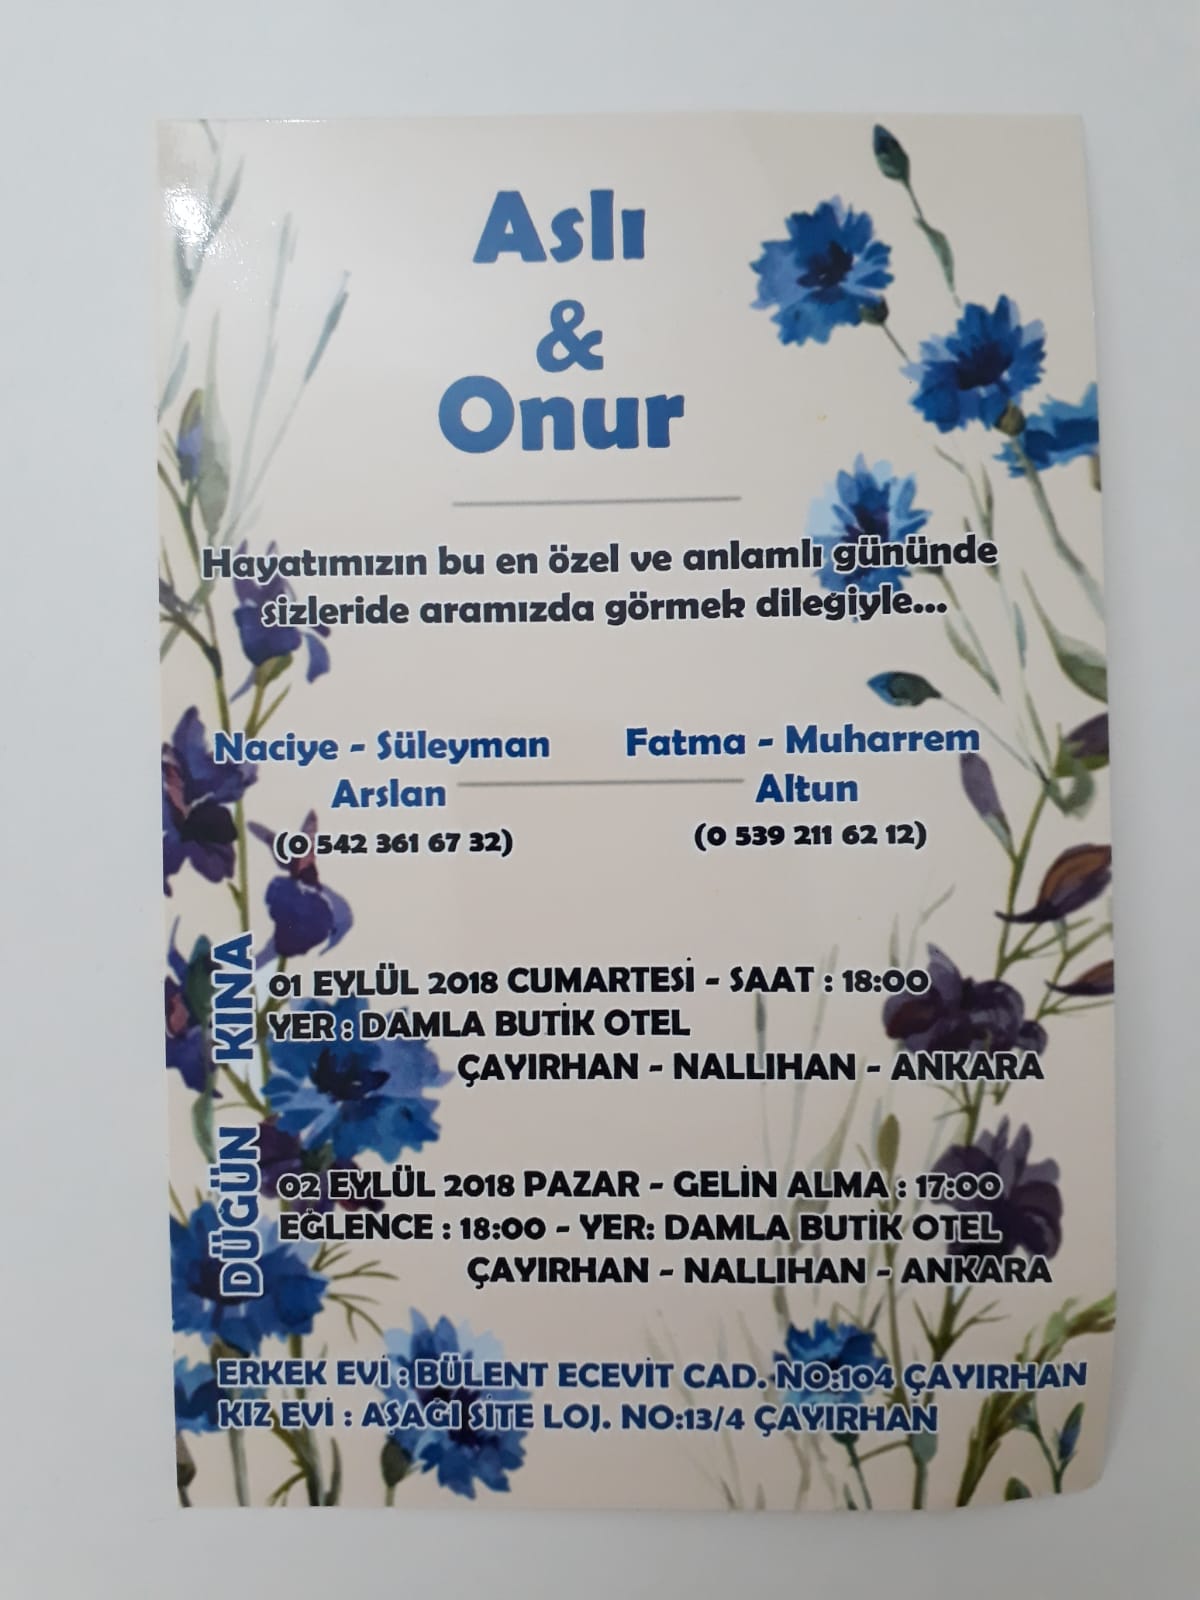 Aslı
&
Onur
Hayatımızın bu en özel ve anlamlı gününde
sizleride aramızda görmek dileğiyle...
Naciye - Süleyman
Arslan
(0 542 361 67 32)
Fatma - Muharrem
Altun
(0 539 211 62 12)
KINA
01 EYLÜL 2018 CUMARTESİ - SAAT : 18:00
YER : DAMLA BUTİK OTEL
ÇAYIRHAN - NALLIHAN - ANKARA
DÜGÜN
02 EYLÜL 2018 PAZAR - GELİN ALMA : 17:00
EĞLENCE : 18:00 - YER: DAMLA BUTİK OTEL
ÇAYIRHAN - NALLIHAN - ANKARA
ERKEK EVİ : BÜLENT ECEVİT CAD. NO:104 ÇAYIRHAN
KIZ EVİ : AŞAĞI SİTE LOJ. NO:13/4 ÇAYIRHAN